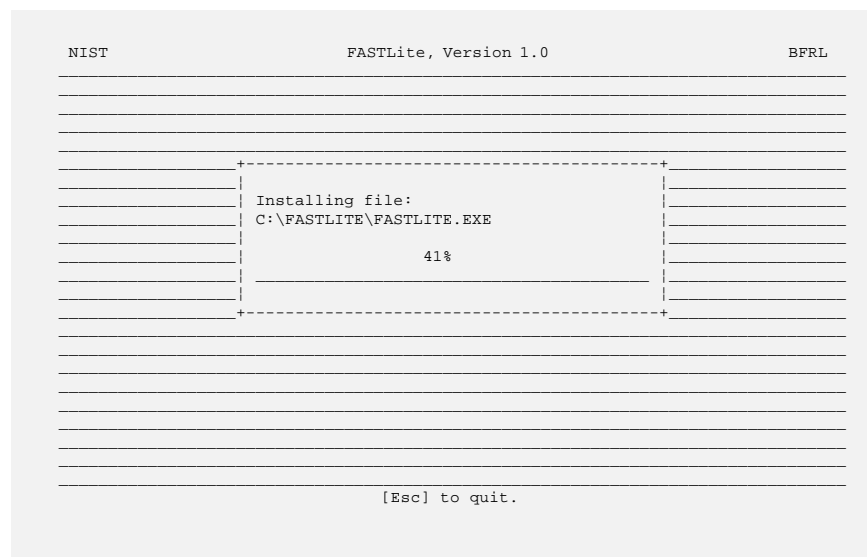 NIST FASTLite, Version 1.0 BFRL
Installing file:
C:\FASTLITE\FASTLITE.EXE
41%
[Esc] to quit.